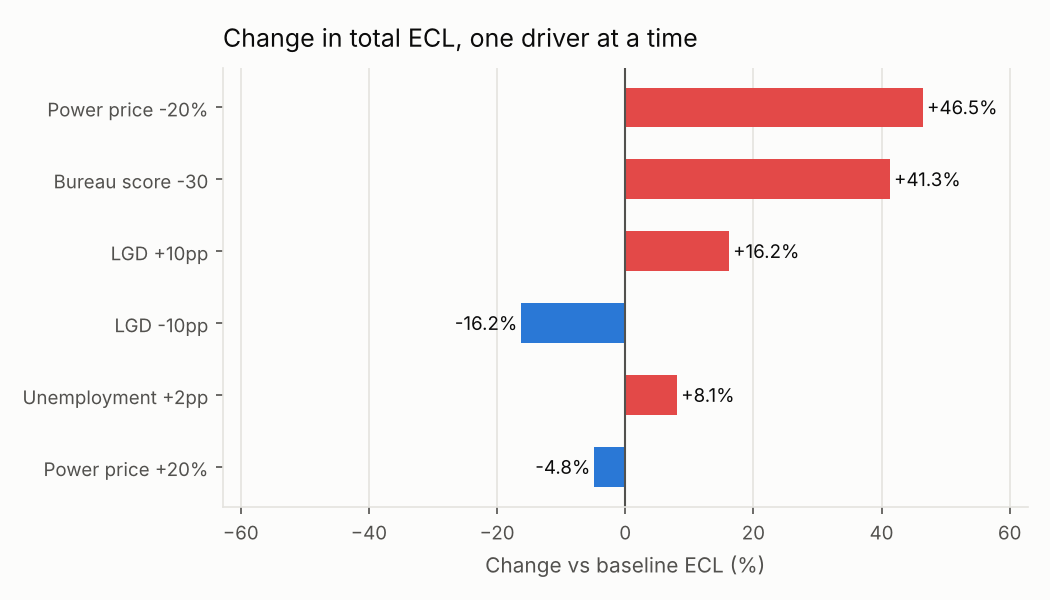 Change in total ECL, one driver at a time
Power price -20%
+46.5%
Bureau score -30
+41.3%
LGD +10pp
+16.2%
LGD -10pp
-16.2%
Unemployment +2pp
+8.1%
Power price +20%
-4.8%
−60 −40 −20 0 20 40 60
Change vs baseline ECL (%)